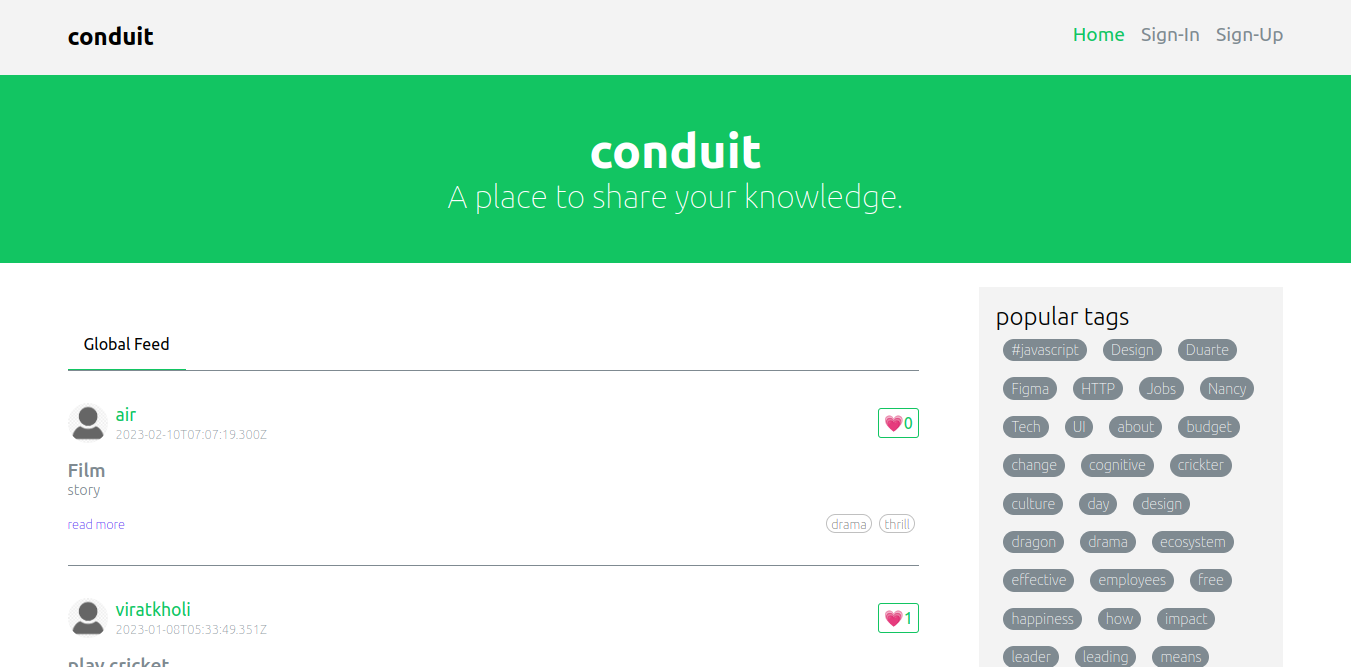 conduit Home Sign-In Sign-Up
conduit
A place to share your knowledge.
Global Feed
air
2023-02-10T07:07:19.300Z
0
Film
story
read more drama thrill
viratkholi
2023-01-08T05:33:49.351Z
1
play cricket
popular tags
#javascript Design Duarte
Figma HTTP Jobs Nancy
Tech UI about budget
change cognitive crickter
culture day design
dragon drama ecosystem
effective employees free
happiness how impact
leader leading means